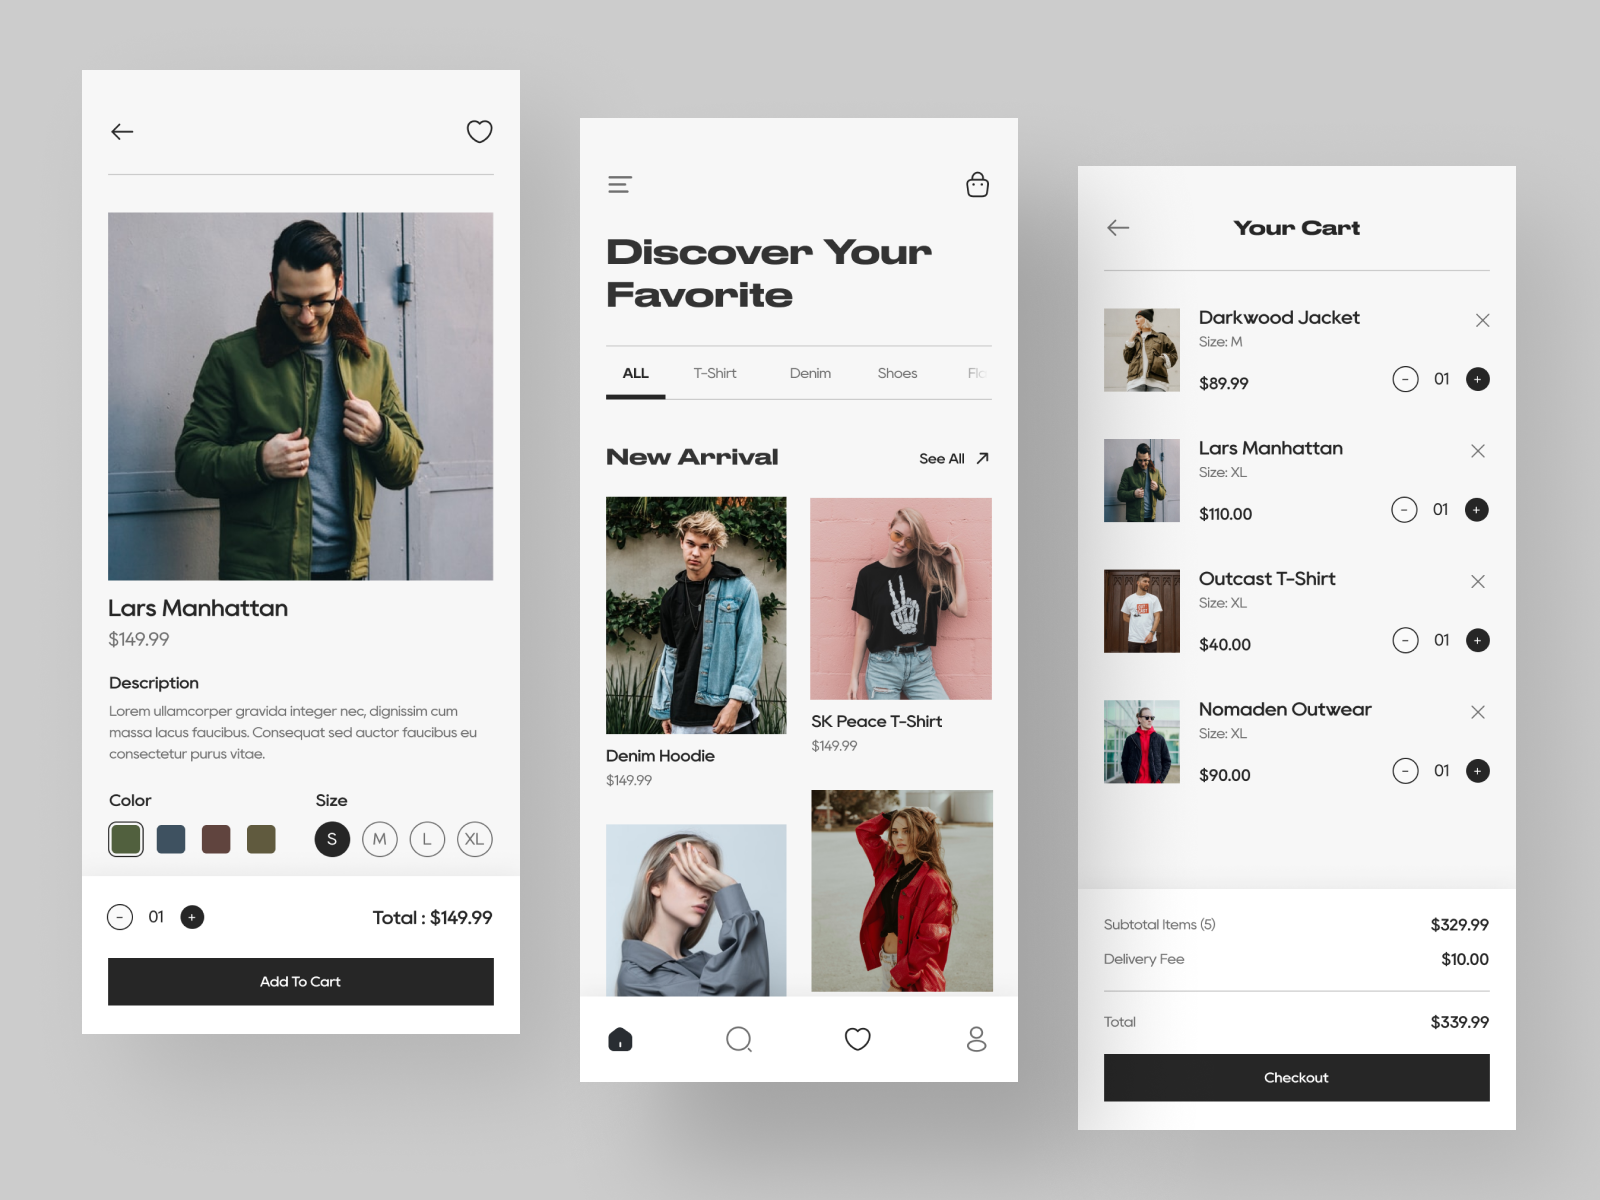 Lars Manhattan
$149.99
Description
Lorem ullamcorper gravida integer nec, dignissim cum
massa lacus faucibus. Consequat sed auctor faucibus eu
consectetur purus vitae.
Color
Size
S
M
L
XL
- 01 +
Total : $149.99
Add To Cart
Discover Your
Favorite
ALL
T-Shirt
Denim
Shoes
New Arrival
See All
Denim Hoodie
$149.99
SK Peace T-Shirt
$149.99
Your Cart
Darkwood Jacket
Size: M
$89.99
- 01 +
Lars Manhattan
Size: XL
$110.00
- 01 +
Outcast T-Shirt
Size: XL
$40.00
- 01 +
Nomaden Outwear
Size: XL
$90.00
- 01 +
Subtotal Items (5)
$329.99
Delivery Fee
$10.00
Total
$339.99
Checkout